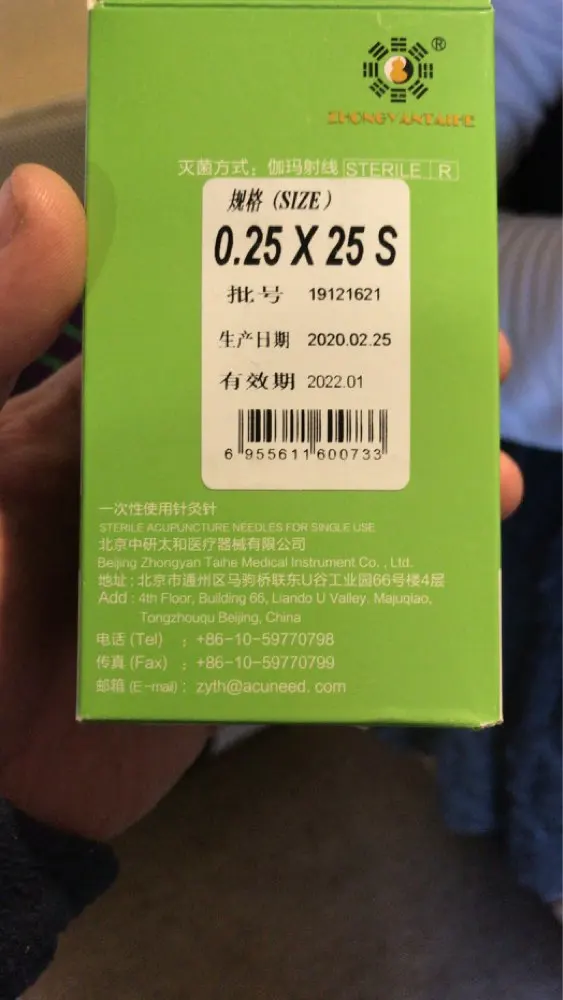 ®
ZHONGYANTAIHE
灭菌方式：伽玛射线 STERILE R
规格 (SIZE)
0.25 X 25 S
批号 19121621
生产日期 2020.02.25
有效期 2022.01
6 955611 600733
一次性使用针灸针
STERILE ACUPUNCTURE NEEDLES FOR SINGLE USE
北京中研太和医疗器械有限公司
Beijing Zhongyan Taihe Medical Instrument Co. , Ltd.
地址：北京市通州区马驹桥联东U谷工业园66号楼4层
Add : 4th Floor, Building 66, Liando U Valley. Majuqiao,
Tongzhouqu Beijing, China
电话 (Tel) : +86-10-59770798
传真 (Fax) : +86-10-59770799
邮箱 (E-mail) : zyth@acuneed. com